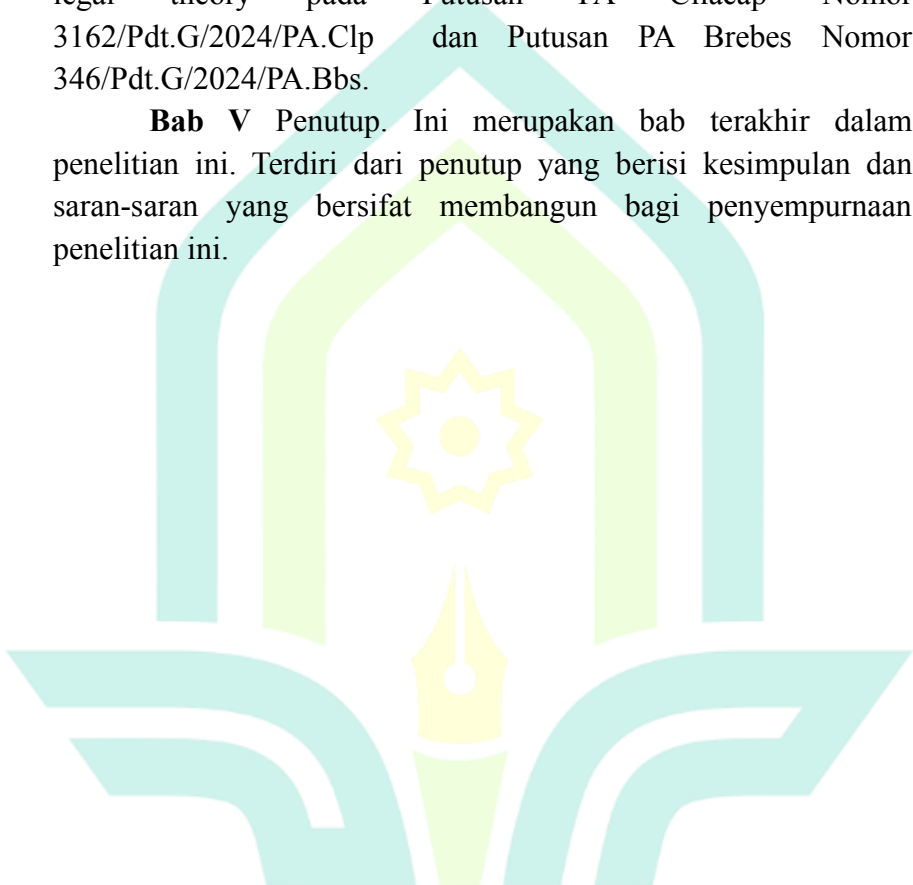 legal theory pada Putusan PA Cilacap Nomor
3162/Pdt.G/2024/PA.Clp dan Putusan PA Brebes Nomor
346/Pdt.G/2024/PA.Bbs.
Bab V Penutup. Ini merupakan bab terakhir dalam
penelitian ini. Terdiri dari penutup yang berisi kesimpulan dan
saran-saran yang bersifat membangun bagi penyempurnaan
penelitian ini.